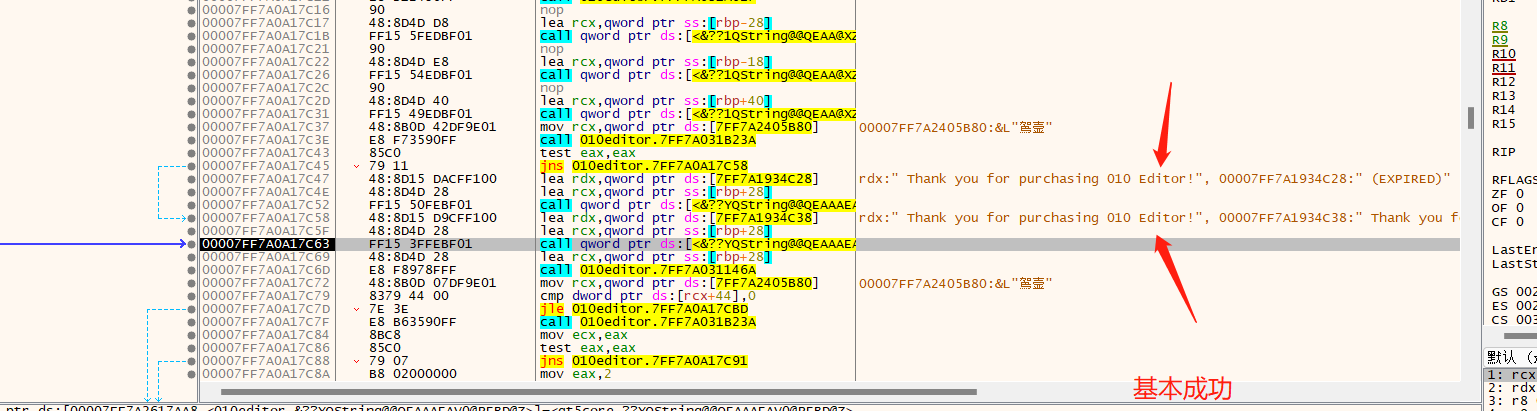 00007FF7A0A17C16 90 nop
00007FF7A0A17C17 48:8D4D D8 lea rcx,qword ptr ss:[rbp-28]
00007FF7A0A17C1B FF15 5FEDBF01 call qword ptr ds:[<&??1QString@@QEAA@XZ
00007FF7A0A17C21 90 nop
00007FF7A0A17C22 48:8D4D E8 lea rcx,qword ptr ss:[rbp-18]
00007FF7A0A17C26 FF15 54EDBF01 call qword ptr ds:[<&??1QString@@QEAA@XZ
00007FF7A0A17C2C 90 nop
00007FF7A0A17C2D 48:8D4D 40 lea rcx,qword ptr ss:[rbp+40]
00007FF7A0A17C31 FF15 49EDBF01 call qword ptr ds:[<&??1QString@@QEAA@XZ
00007FF7A0A17C37 48:8B0D 42DF9E01 mov rcx,qword ptr ds:[7FF7A2405B80] 00007FF7A2405B80:&L"駕壷"
00007FF7A0A17C3E E8 F73590FF call 010editor.7FF7A031B23A
00007FF7A0A17C43 85C0 test eax,eax
00007FF7A0A17C45 79 11 jns 010editor.7FF7A0A17C58
00007FF7A0A17C47 48:8D15 DACFF100 lea rdx,qword ptr ds:[7FF7A1934C28] rdx:" Thank you for purchasing 010 Editor!", 00007FF7A1934C28:" (EXPIRED)"
00007FF7A0A17C4E 48:8D4D 28 lea rcx,qword ptr ss:[rbp+28]
00007FF7A0A17C52 FF15 50FEBF01 call qword ptr ds:[<&??YQString@@QEAAAEA
00007FF7A0A17C58 48:8D15 D9CFF100 lea rdx,qword ptr ds:[7FF7A1934C38] rdx:" Thank you for purchasing 010 Editor!", 00007FF7A1934C38:" Thank you f
00007FF7A0A17C5F 48:8D4D 28 lea rcx,qword ptr ss:[rbp+28]
00007FF7A0A17C63 FF15 3FFEBF01 call qword ptr ds:[<&??YQString@@QEAAAEA
00007FF7A0A17C69 48:8D4D 28 lea rcx,qword ptr ss:[rbp+28]
00007FF7A0A17C6D E8 F8978FFF call 010editor.7FF7A031146A
00007FF7A0A17C72 48:8B0D 07DF9E01 mov rcx,qword ptr ds:[7FF7A2405B80] 00007FF7A2405B80:&L"駕壷"
00007FF7A0A17C79 8379 44 00 cmp dword ptr ds:[rcx+44],0
00007FF7A0A17C7D 7E 3E jle 010editor.7FF7A0A17CBD
00007FF7A0A17C7F E8 B63590FF call 010editor.7FF7A031B23A
00007FF7A0A17C84 8BC8 mov ecx,eax
00007FF7A0A17C86 85C0 test eax,eax
00007FF7A0A17C88 79 07 jns 010editor.7FF7A0A17C91
00007FF7A0A17C8A B8 02000000 mov eax,2
基本成功
R8
R9
R10
R11
R12
R13
R14
R15
RIP
RFLAGS
ZF 0
OF 0
CF 0
LastEr
LastSt
GS 002
ES 002
CS 003
默认 (x
1: rcx
2: rdx
3: r8